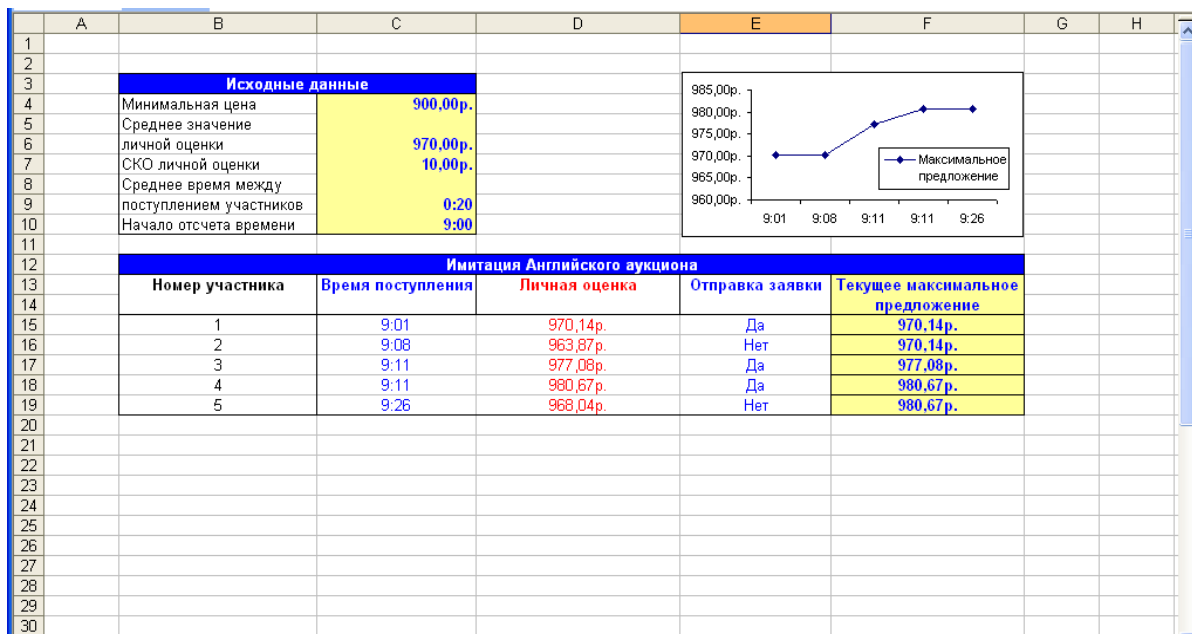 A B C D E F G H
1
2
3 Исходные данные
4 Минимальная цена 900,00р.
5 Среднее значение
6 личной оценки 970,00р.
7 СКО личной оценки 10,00р.
8 Среднее время между
9 поступлением участников 0:20
10 Начало отсчета времени 9:00
985,00р.
980,00р.
975,00р.
970,00р.
965,00р.
960,00р.
9:01 9:08 9:11 9:11 9:26
Максимальное
предложение
11
12 Имитация Английского аукциона
13 Номер участника Время поступления Личная оценка Отправка заявки Текущее максимальное
14 предложение
15 1 9:01 970,14р. Да 970,14р.
16 2 9:08 963,87р. Нет 970,14р.
17 3 9:11 977,08р. Да 977,08р.
18 4 9:11 980,67р. Да 980,67р.
19 5 9:26 968,04р. Нет 980,67р.
20
21
22
23
24
25
26
27
28
29
30